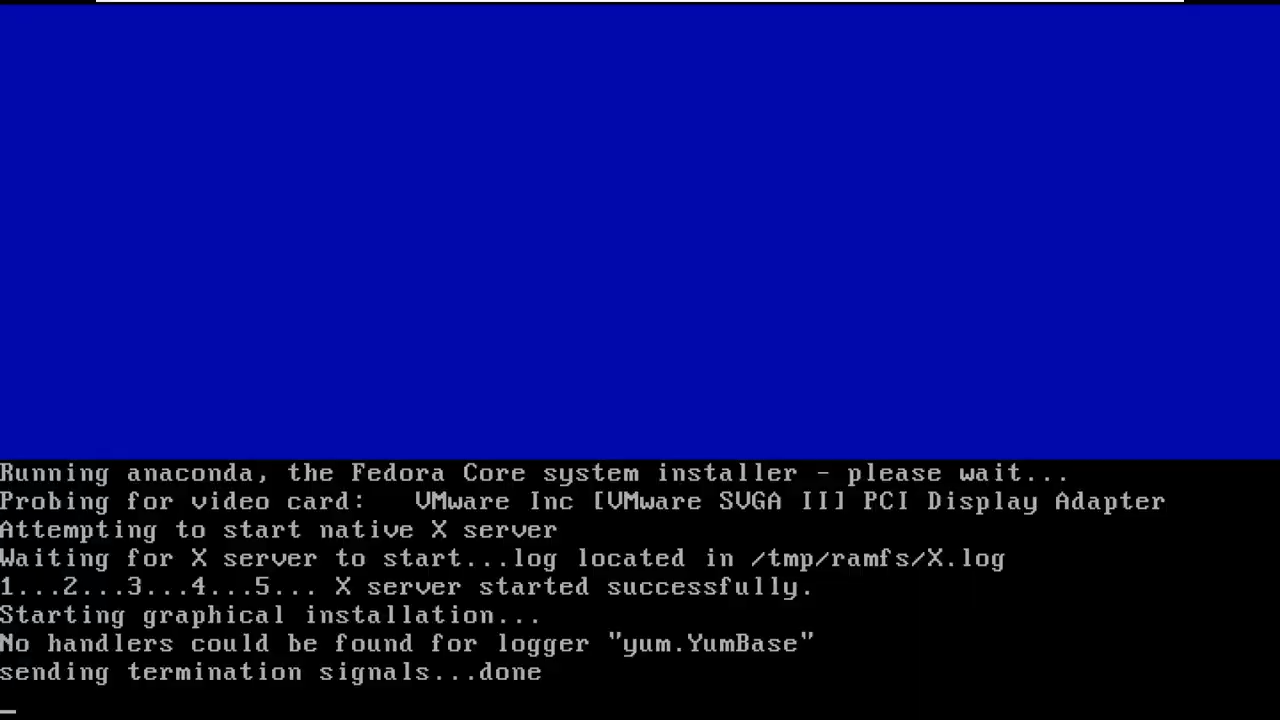 Running anaconda, the Fedora Core system installer - please wait...
Probing for video card:   VMware Inc [VMware SVGA II] PCI Display Adapter
Attempting to start native X server
Waiting for X server to start...log located in /tmp/ramfs/X.log
1...2...3...4...5... X server started successfully.
Starting graphical installation...
No handlers could be found for logger "yum.YumBase"
sending termination signals...done